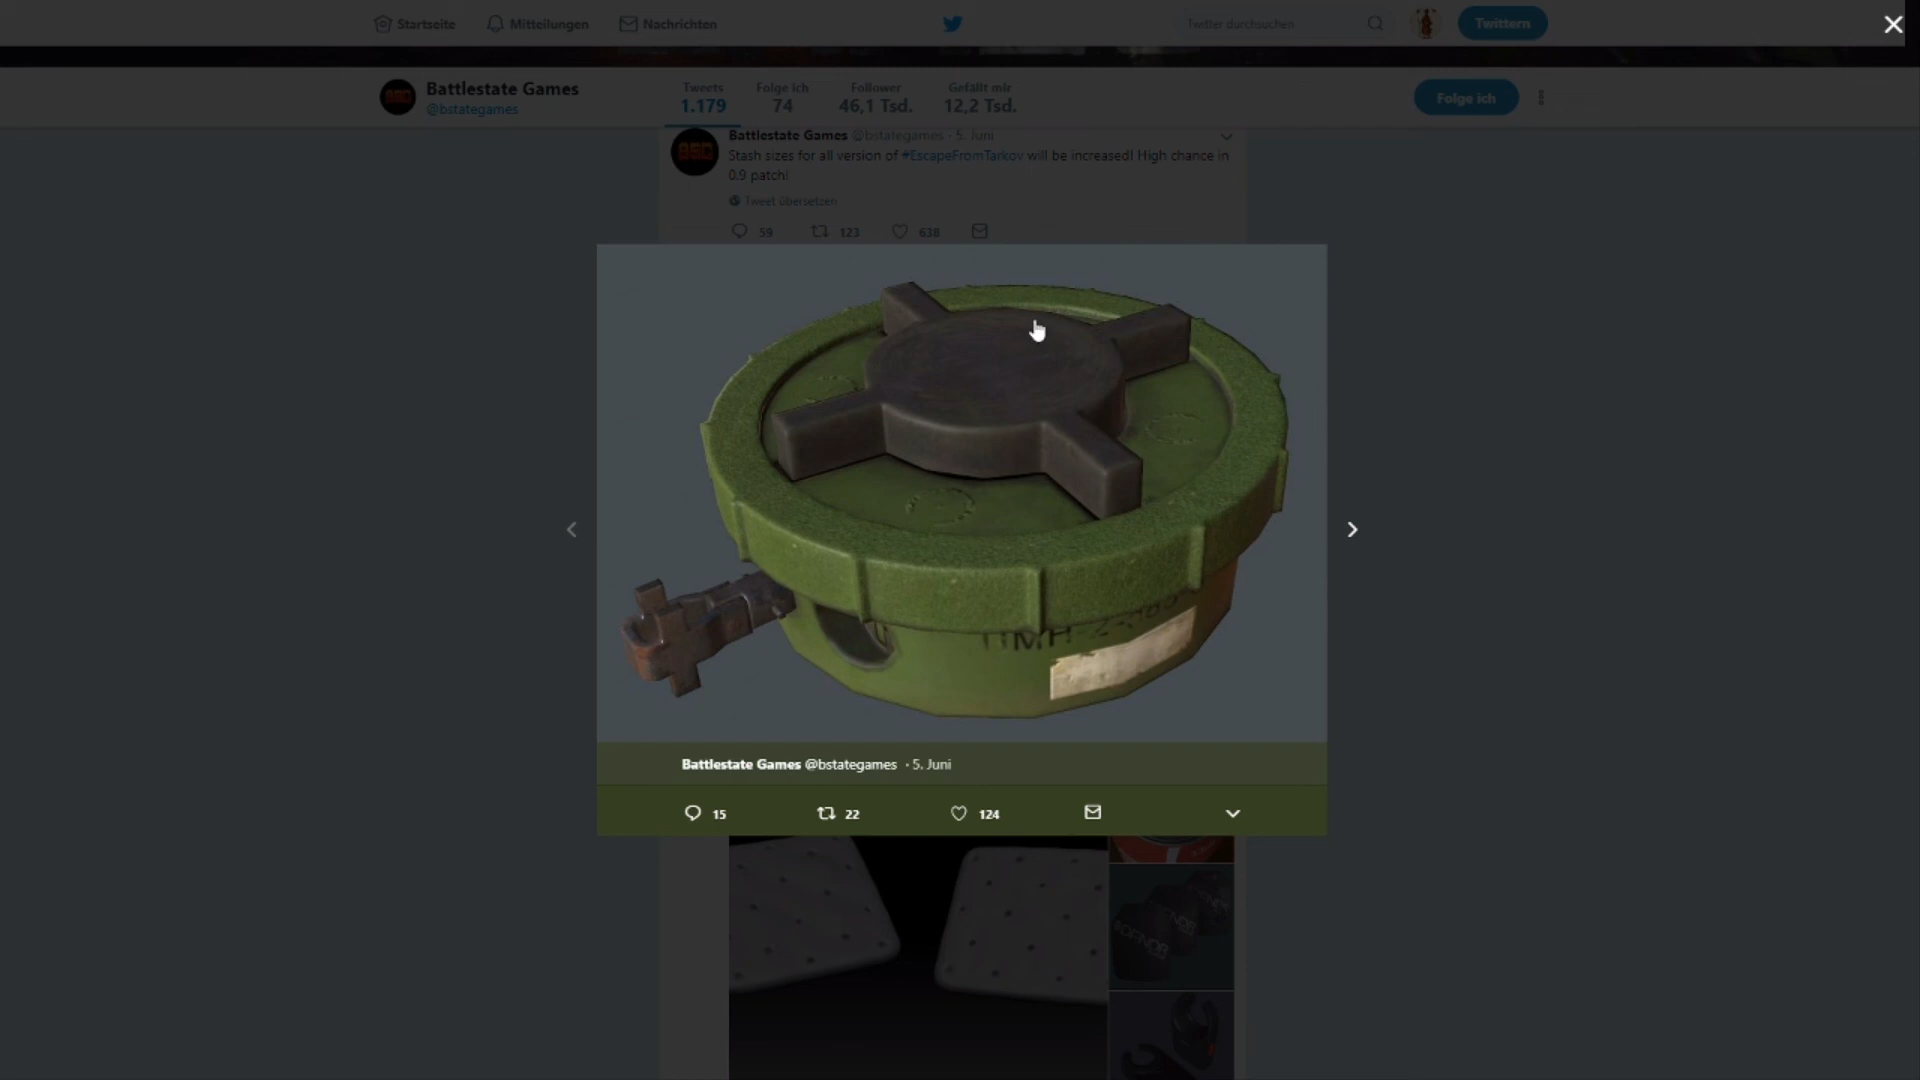 Startseite
Mitteilungen
Nachrichten
Twitter durchsuchen
Twittern
Battlestate Games
@bstategames
Tweets
1.179
Folge ich
74
Follower
46,1 Tsd.
Gefällt mir
12,2 Tsd.
Folge ich
Battlestate Games @bstategames · 5. Juni
Stash sizes for all version of #EscapeFromTarkov will be increased! High chance in
0.9 patch!
Tweet übersetzen
59
123
638
Battlestate Games @bstategames · 5. Juni
15
22
124